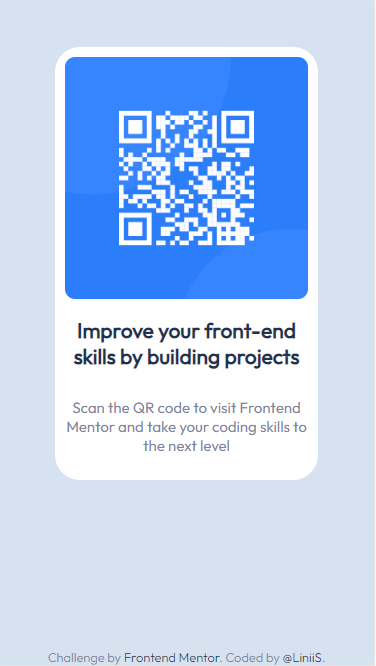 Improve your front-end
skills by building projects
Scan the QR code to visit Frontend
Mentor and take your coding skills to
the next level
Challenge by Frontend Mentor. Coded by @LiniiS.